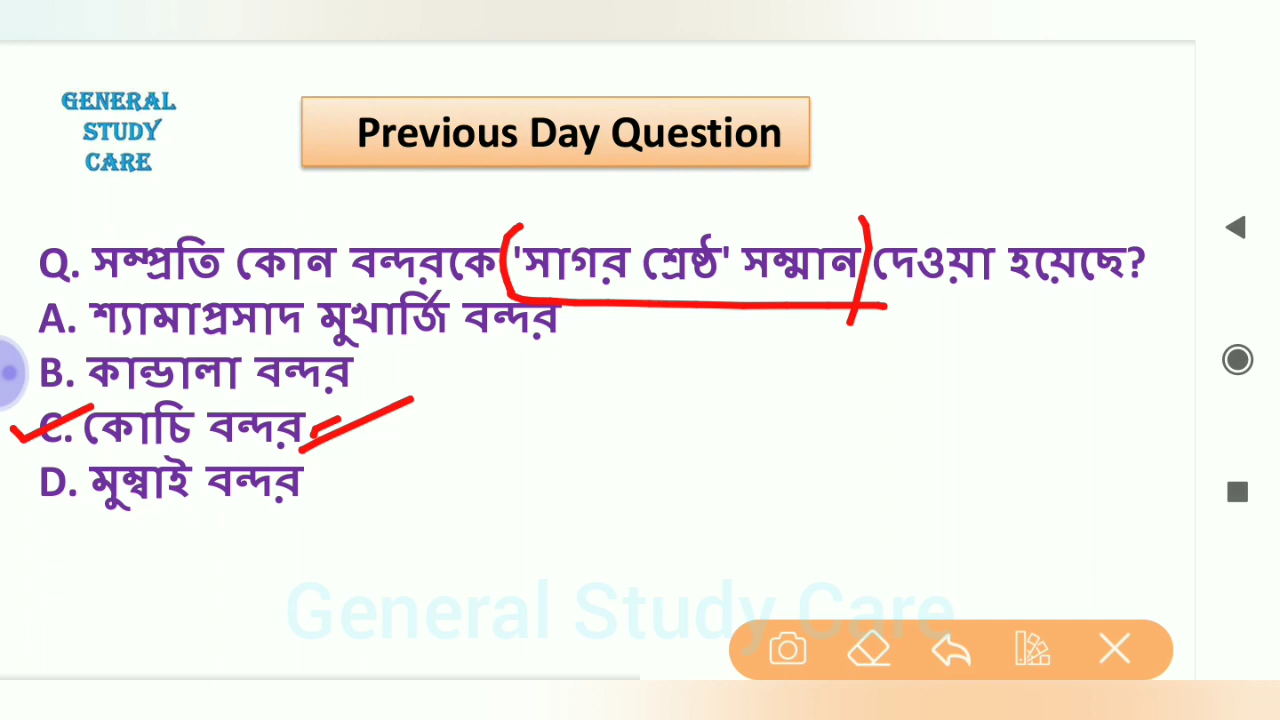 GENERAL
STUDY
CARE
Previous Day Question
Q. সম্প্রতি কোন বন্দরকে 'সাগর শ্রেষ্ঠ' সম্মান দেওয়া হয়েছে?
A. শ্যামাপ্রসাদ মুখার্জি বন্দর
B. কান্ডালা বন্দর
C. কোচি বন্দর
D. মুম্বাই বন্দর
General Study Care